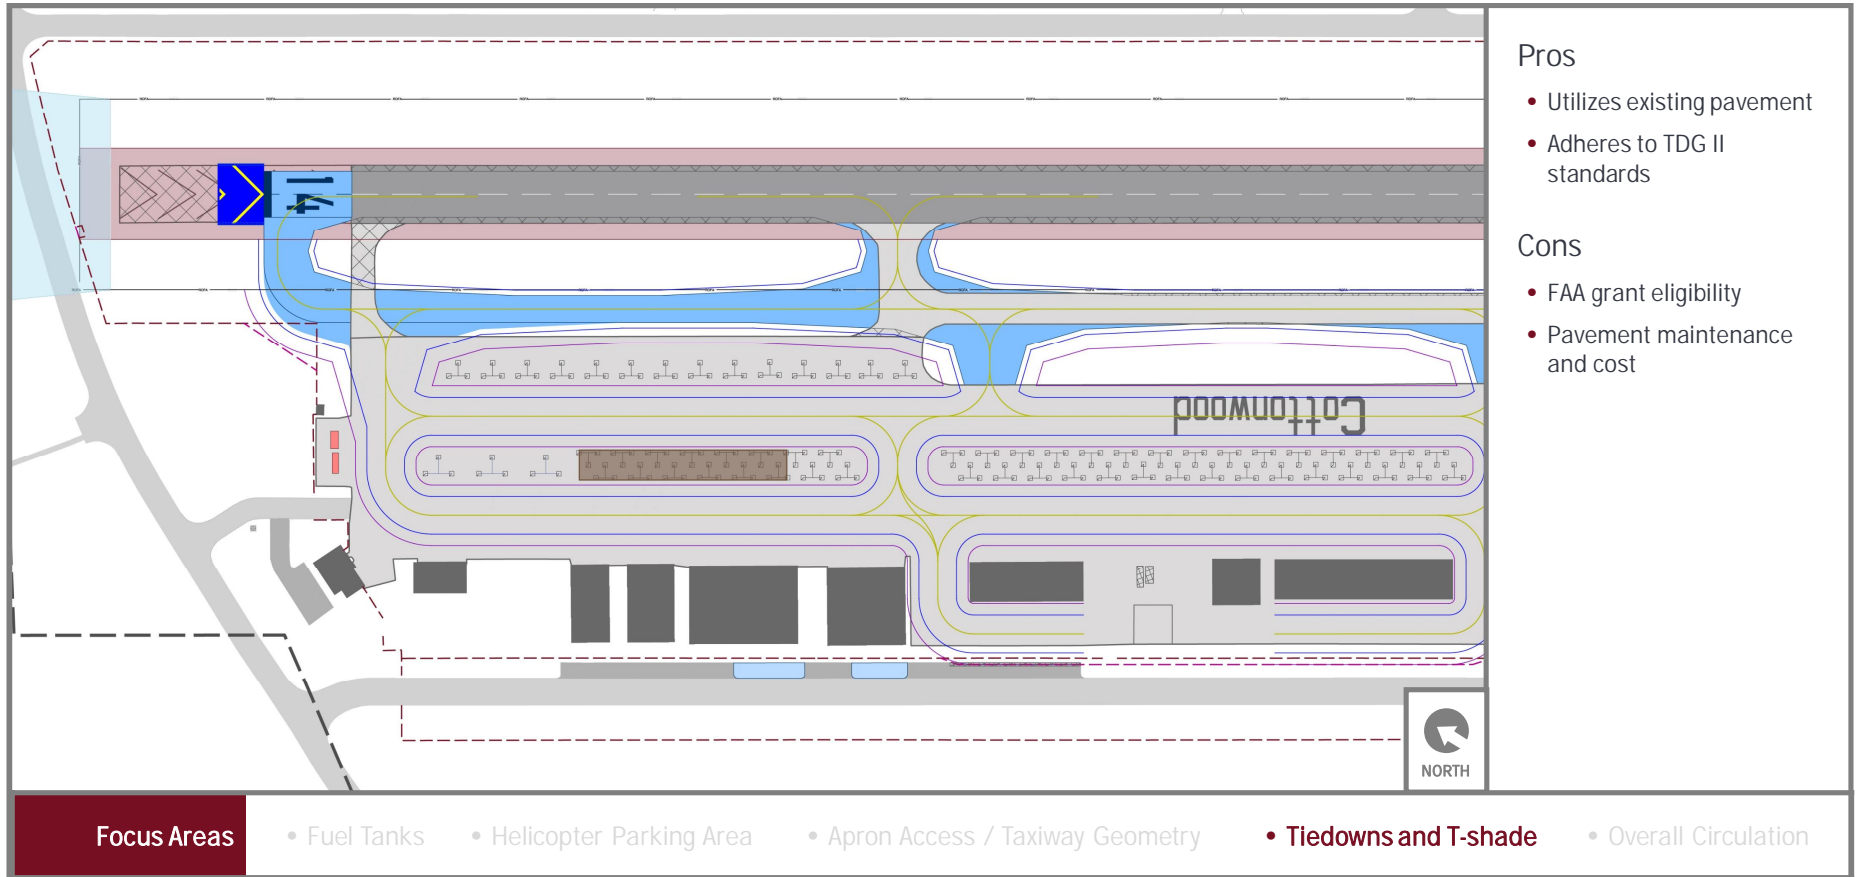 14
Cottonwood
NORTH
Pros
• Utilizes existing pavement
• Adheres to TDG II
standards
Cons
• FAA grant eligibility
• Pavement maintenance
and cost
Focus Areas
• Fuel Tanks
• Helicopter Parking Area
• Apron Access / Taxiway Geometry
• Tiedowns and T-shade
• Overall Circulation